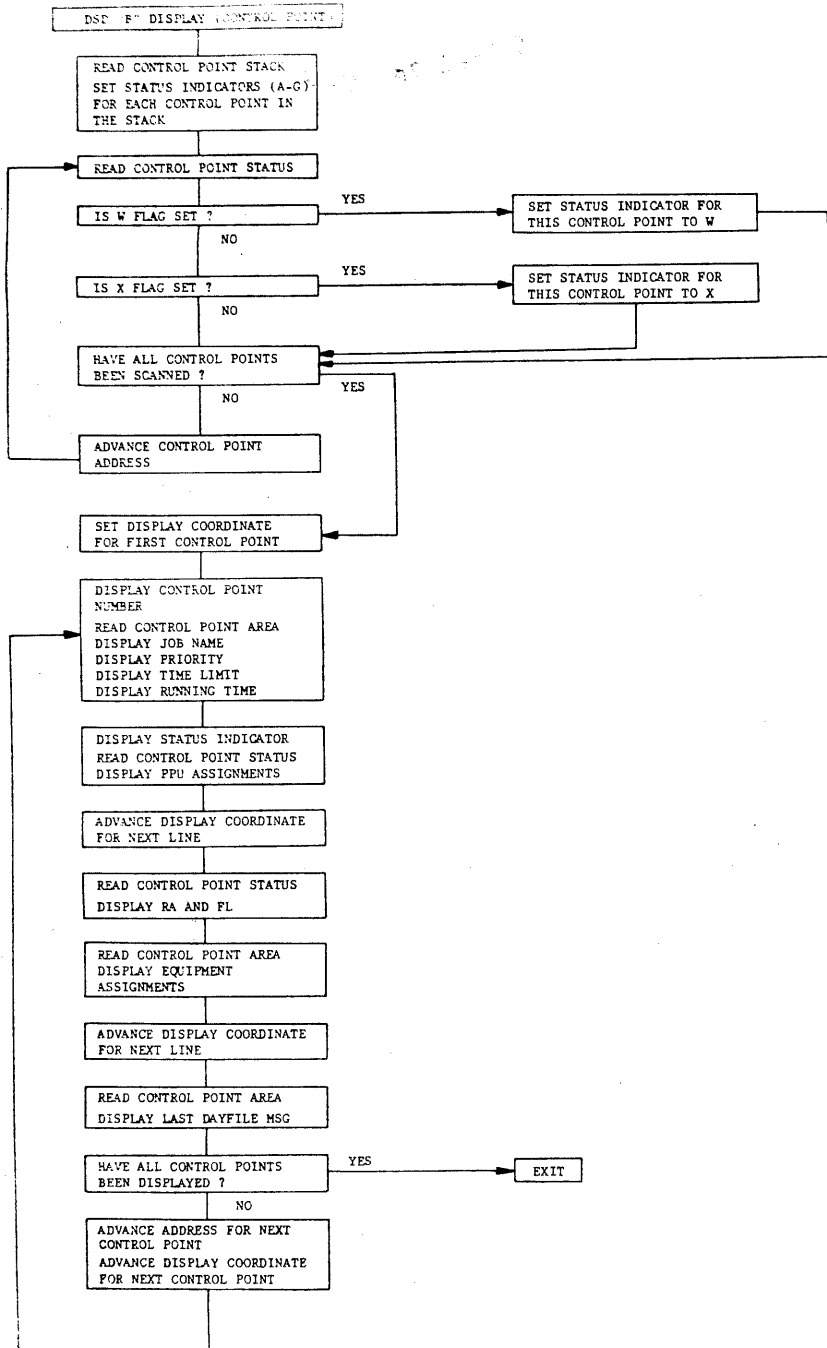 DSD "B" DISPLAY (CONTROL POINT)
READ CONTROL POINT STACK
SET STATUS INDICATORS (A-G)
FOR EACH CONTROL POINT IN
THE STACK
READ CONTROL POINT STATUS
IS W FLAG SET ?
YES
SET STATUS INDICATOR FOR
THIS CONTROL POINT TO W
NO
IS X FLAG SET ?
YES
SET STATUS INDICATOR FOR
THIS CONTROL POINT TO X
NO
HAVE ALL CONTROL POINTS
BEEN SCANNED ?
YES
NO
ADVANCE CONTROL POINT
ADDRESS
SET DISPLAY COORDINATE
FOR FIRST CONTROL POINT
DISPLAY CONTROL POINT
NUMBER
READ CONTROL POINT AREA
DISPLAY JOB NAME
DISPLAY PRIORITY
DISPLAY TIME LIMIT
DISPLAY RUNNING TIME
DISPLAY STATUS INDICATOR
READ CONTROL POINT STATUS
DISPLAY PPU ASSIGNMENTS
ADVANCE DISPLAY COORDINATE
FOR NEXT LINE
READ CONTROL POINT STATUS
DISPLAY RA AND FL
READ CONTROL POINT AREA
DISPLAY EQUIPMENT
ASSIGNMENTS
ADVANCE DISPLAY COORDINATE
FOR NEXT LINE
READ CONTROL POINT AREA
DISPLAY LAST DAYFILE MSG
HAVE ALL CONTROL POINTS
BEEN DISPLAYED ?
YES
EXIT
NO
ADVANCE ADDRESS FOR NEXT
CONTROL POINT
ADVANCE DISPLAY COORDINATE
FOR NEXT CONTROL POINT